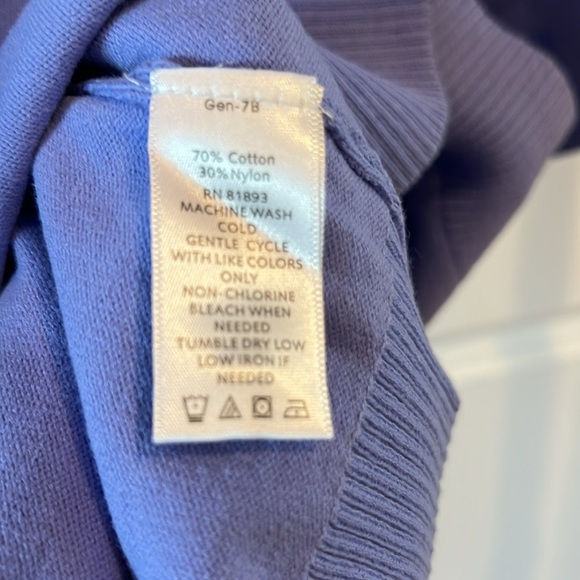 Gen-7B
70% Cotton
30% Nylon
RN 81893
MACHINE WASH
COLD
GENTLE CYCLE
WITH LIKE COLORS
ONLY
NON-CHLORINE
BLEACH WHEN
NEEDED
TUMBLE DRY LOW
LOW IRON IF
NEEDED